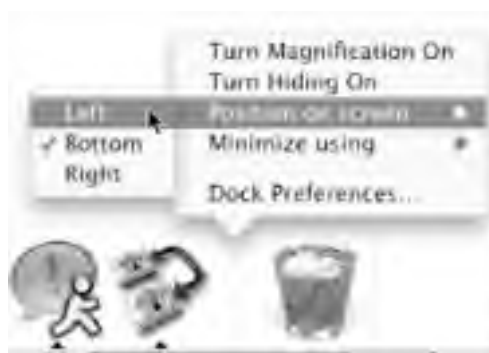 Turn Magnification On
Turn Hiding On
Position on screen
Minimize using
Dock Preferences...
Left
✓ Bottom
Right